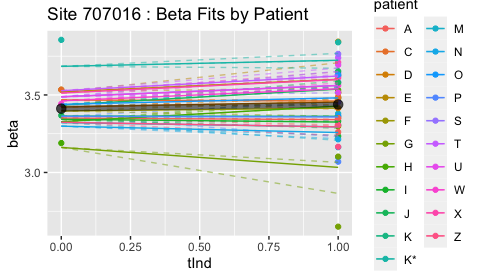 Site 707016 : Beta Fits by Patient
patient
A
C
D
E
F
G
H
I
J
K
K*
M
N
O
P
S
T
U
W
X
Z
3.5
3.0
beta
0.00
0.25
0.50
0.75
1.00
tInd